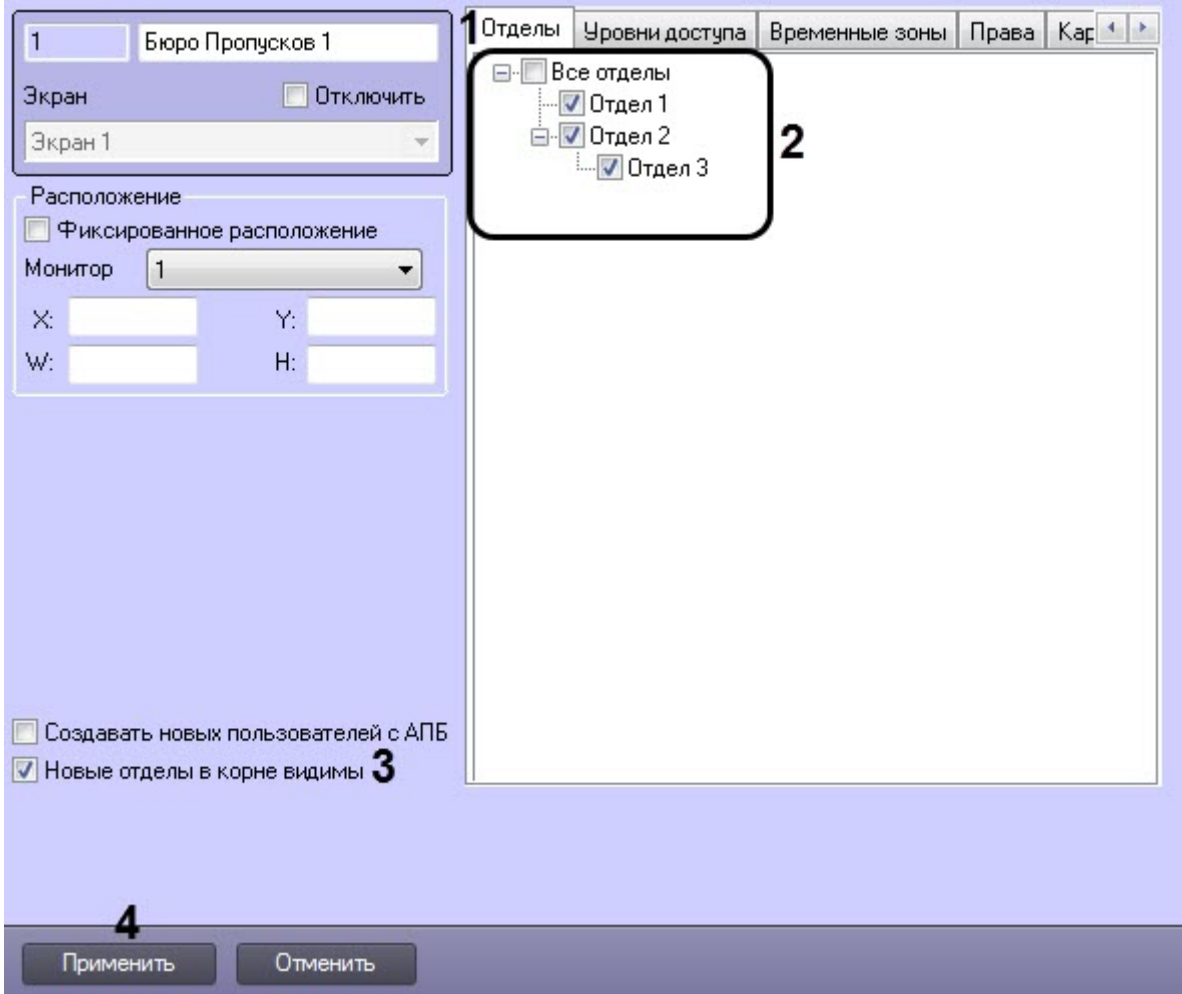 1 Бюро Пропусков 1
Экран Отключить
Экран 1
Расположение
Фиксированное расположение
Монитор 1
X: Y:
W: H:
Создавать новых пользователей с АПБ
Новые отделы в корне видимы 3
1 Отделы Уровни доступа Временные зоны Права Кар
Все отделы
Отдел 1
Отдел 2
Отдел 3
2
4
Применить Отменить